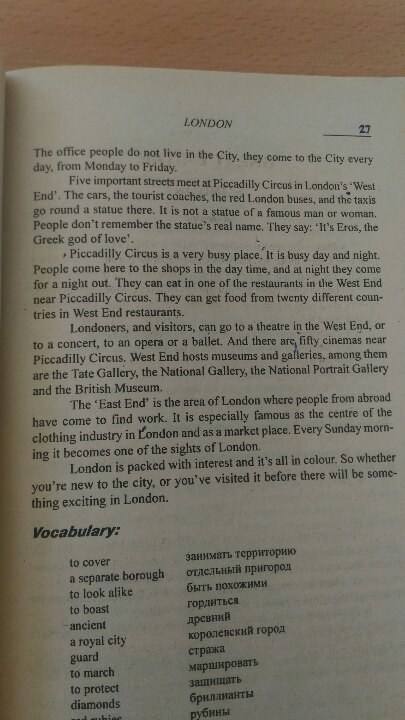 LONDON
27
The office people do not live in the City, they come to the City every
day, from Monday to Friday.
Five important streets meet at Piccadilly Circus in London's 'West
End'. The cars, the tourist coaches, the red London buses, and the taxis
go round a statue there. It is not a statue of a famous man or woman.
People don't remember the statue's real name. They say: 'It's Eros, the
Greek god of love'.
Piccadilly Circus is a very busy place. It is busy day and night.
People come here to the shops in the day time, and at night they come
for a night out. They can eat in one of the restaurants in the West End
near Piccadilly Circus. They can get food from twenty different coun-
tries in West End restaurants.
Londoners, and visitors, can go to a theatre in the West End, or
to a concert, to an opera or a ballet. And there are fifty cinemas near
Piccadilly Circus. West End hosts museums and galleries, among them
are the Tate Gallery, the National Gallery, the National Portrait Gallery
and the British Museum.
The 'East End' is the area of London where people from abroad
have come to find work. It is especially famous as the centre of the
clothing industry in London and as a market place. Every Sunday morn-
ing it becomes one of the sights of London.
London is packed with interest and it's all in colour. So whether
you're new to the city, or you've visited it before there will be some-
thing exciting in London.
Vocabulary:
to cover занимать территорию
a separate borough отдельный пригород
to look alike быть похожими
to boast гордиться
ancient древний
a royal city королевский город
guard стража
to march маршировать
to protect защищать
diamonds бриллианты
red rubies рубины